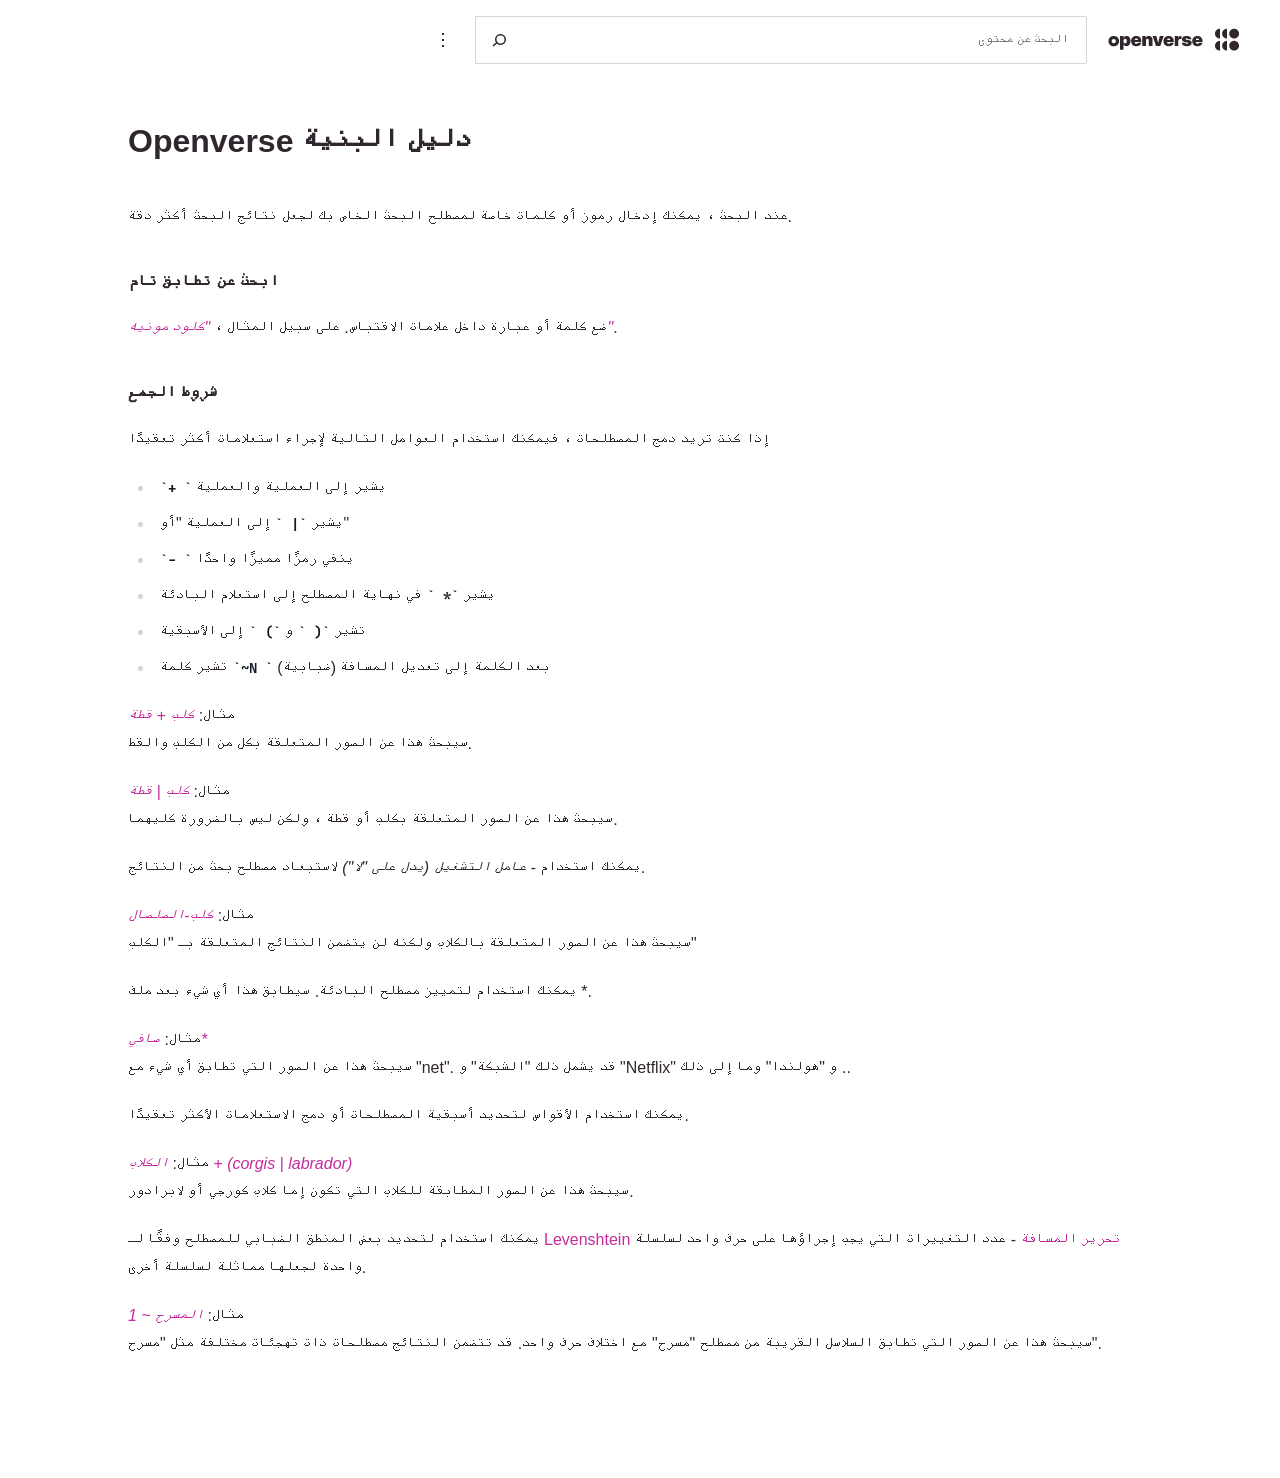 openverse
البحث عن محتوى
دليل البنية Openverse
عند البحث ، يمكنك إدخال رموز أو كلمات خاصة لمصطلح البحث الخاص بك لجعل نتائج البحث أكثر دقة.
ابحث عن تطابق تام
ضع كلمة أو عبارة داخل علامات الاقتباس. على سبيل المثال ، "كلود مونيه".
شروط الجمع
إذا كنت تريد دمج المصطلحات ، فيمكنك استخدام العوامل التالية لإجراء استعلامات أكثر تعقيدًا
`+ ` يشير إلى العملية والعملية
يشير `| ` إلى العملية "أو"
`- ` ينفي رمزًا مميزًا واحدًا
يشير `* ` في نهاية المصطلح إلى استعلام البادئة
تشير `( ` و `) ` إلى الأسبقية
تشير كلمة `~N ` بعد الكلمة إلى تعديل المسافة (ضبابية)
مثال: كلب + قطة
سيبحث هذا عن الصور المتعلقة بكل من الكلب والقط.
مثال: كلب | قطة
سيبحث هذا عن الصور المتعلقة بكلب أو قطة ، ولكن ليس بالضرورة كليهما.
يمكنك استخدام - عامل التشغيل (يدل على "لا") لاستبعاد مصطلح بحث من النتائج.
مثال: كلب-الصلصال
سيبحث هذا عن الصور المتعلقة بالكلاب ولكنه لن يتضمن النتائج المتعلقة بـ "الكلب"
يمكنك استخدام لتمييز مصطلح البادئة. سيطابق هذا أي شيء بعد ملف *.
مثال: صافي*
سيبحث هذا عن الصور التي تطابق أي شيء مع "net". قد يشمل ذلك "الشبكة" و "Netflix" و "هولندا" وما إلى ذلك ..
يمكنك استخدام الأقواس لتحديد أسبقية المصطلحات أو دمج الاستعلامات الأكثر تعقيدًا.
مثال: الكلاب + (corgis | labrador)
سيبحث هذا عن الصور المطابقة للكلاب التي تكون إما كلاب كورجي أو لابرادور.
يمكنك استخدام لتحديد بعض المنطق الضبابي للمصطلح وفقًا لـ Levenshtein تحرير المسافة - عدد التغييرات التي يجب إجراؤها على حرف واحد لسلسلة
واحدة لجعلها مماثلة لسلسلة أخرى.
مثال: المسرح ~ 1
سيبحث هذا عن الصور التي تطابق السلاسل القريبة من مصطلح "مسرح" مع اختلاف حرف واحد. قد تتضمن النتائج مصطلحات ذات تهجئات مختلفة مثل "مسرح".